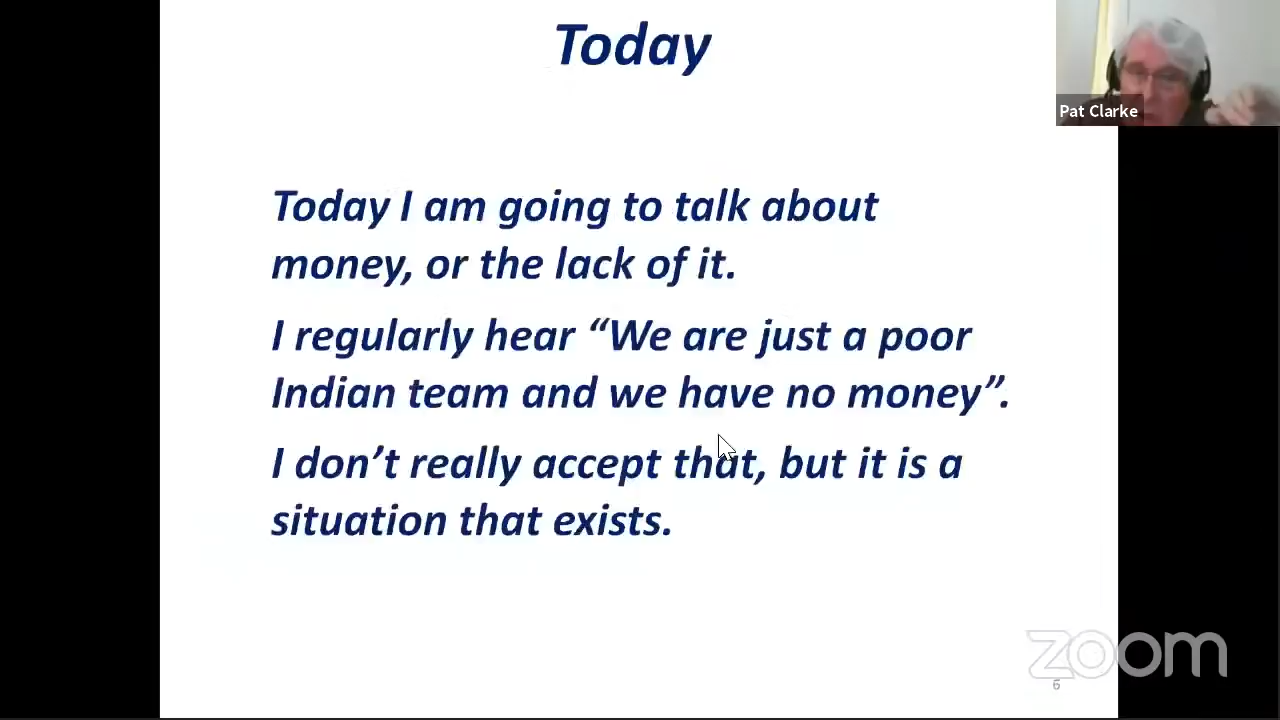 Today
Pat Clarke
Today I am going to talk about
money, or the lack of it.
I regularly hear “We are just a poor
Indian team and we have no money”.
I don’t really accept that, but it is a
situation that exists.
zoom
6